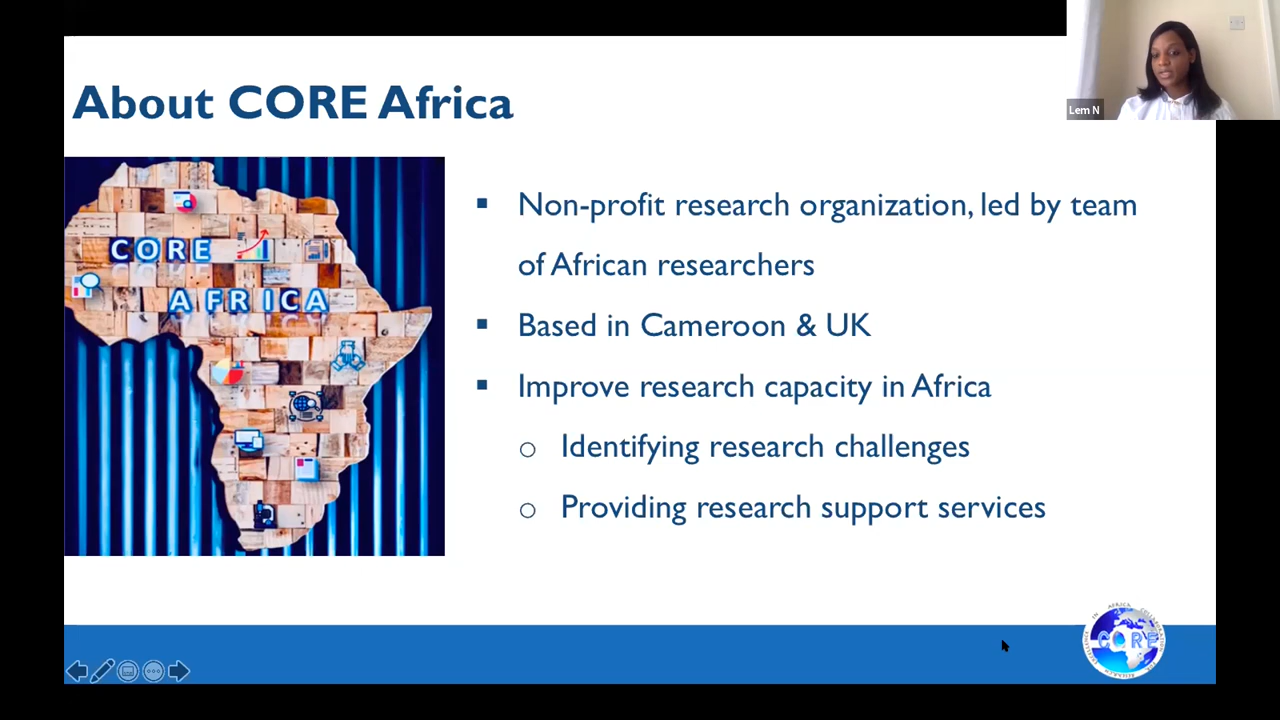 About CORE Africa
Lem N
CORE
AFRICA
▪ Non-profit research organization, led by team
of African researchers
▪ Based in Cameroon & UK
▪ Improve research capacity in Africa
o Identifying research challenges
o Providing research support services
CORE